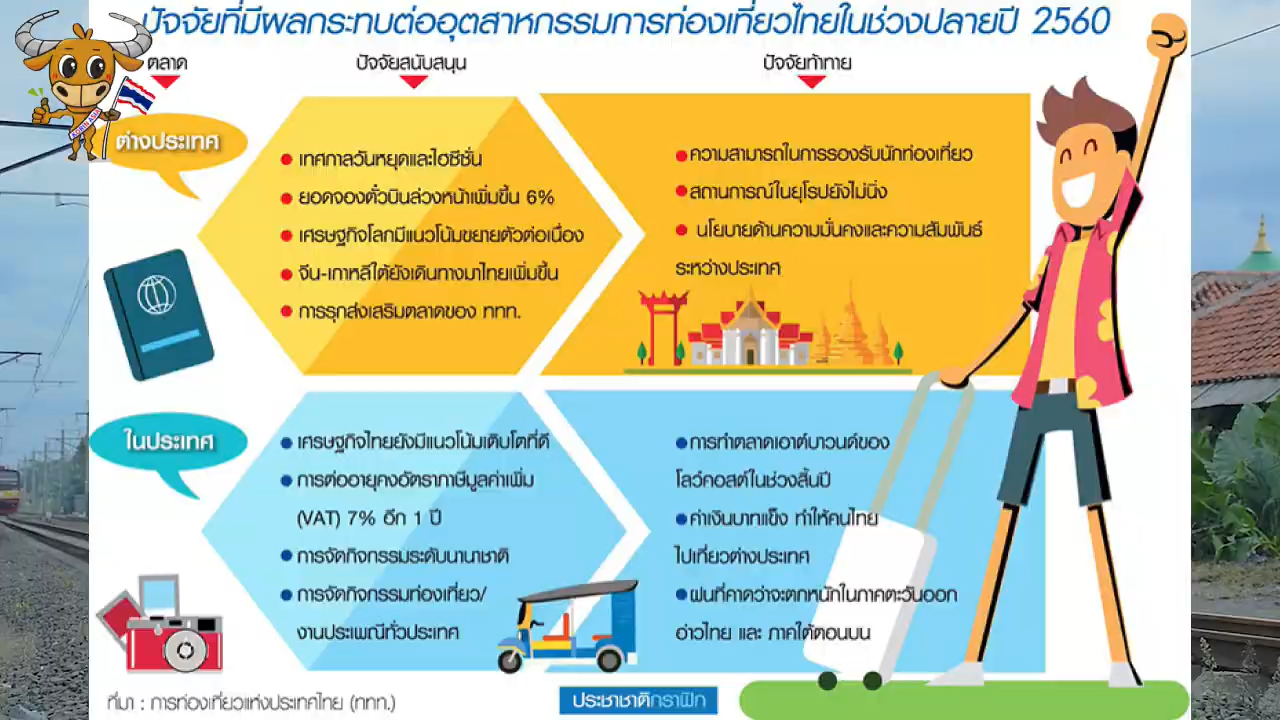 ปัจจัยที่มีผลกระทบต่ออุตสาหกรรมการท่องเที่ยวไทยในช่วงปลายปี 2560
ตลาด
ปัจจัยสนับสนุน
ปัจจัยท้าทาย
ต่างประเทศ
เทศกาลวันหยุดและไฮซีซั่น
ยอดจองตั๋วบินล่วงหน้าเพิ่มขึ้น 6%
เศรษฐกิจโลกมีแนวโน้มขยายตัวต่อเนื่อง
จีน-เกาหลีใต้ยังเดินทางมาไทยเพิ่มขึ้น
การรุกส่งเสริมตลาดของ ททท.
ความสามารถในการรองรับนักท่องเที่ยว
สถานการณ์ในยุโรปยังไม่นิ่ง
นโยบายด้านความมั่นคงและความสัมพันธ์
ระหว่างประเทศ
ในประเทศ
เศรษฐกิจไทยยังมีแนวโน้มเติบโตที่ดี
การต่ออายุคงอัตราภาษีมูลค่าเพิ่ม
(VAT) 7% อีก 1 ปี
การจัดกิจกรรมระดับนานาชาติ
การจัดกิจกรรมท่องเที่ยว/
งานประเพณีทั่วประเทศ
การทำตลาดเอาต์บาวนด์ของ
โลว์คอสต์ในช่วงสิ้นปี
ค่าเงินบาทแข็ง ทำให้คนไทย
ไปเที่ยวต่างประเทศ
ฝนที่คาดว่าจะตกหนักในภาคตะวันออก
อ่าวไทย และ ภาคใต้ตอนบน
ที่มา : การท่องเที่ยวแห่งประเทศไทย (ททท.)
ประชาชาติกราฟิก